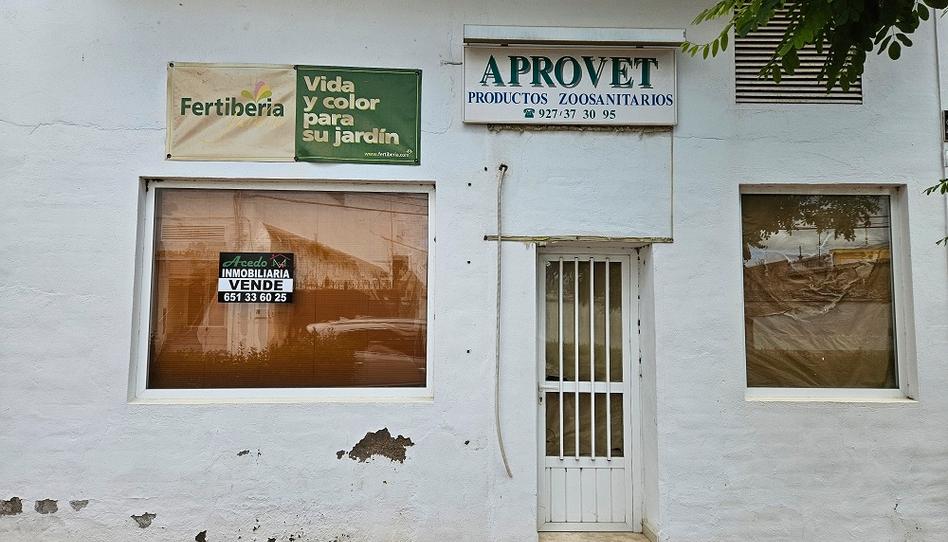 Fertiberia
Vida
y color
para
su jardín
www.fertiberia.com
APROVET
PRODUCTOS ZOOSANITARIOS
☎ 927/37 30 95
Acedo
INMOBILIARIA
VENDE
651 33 60 25